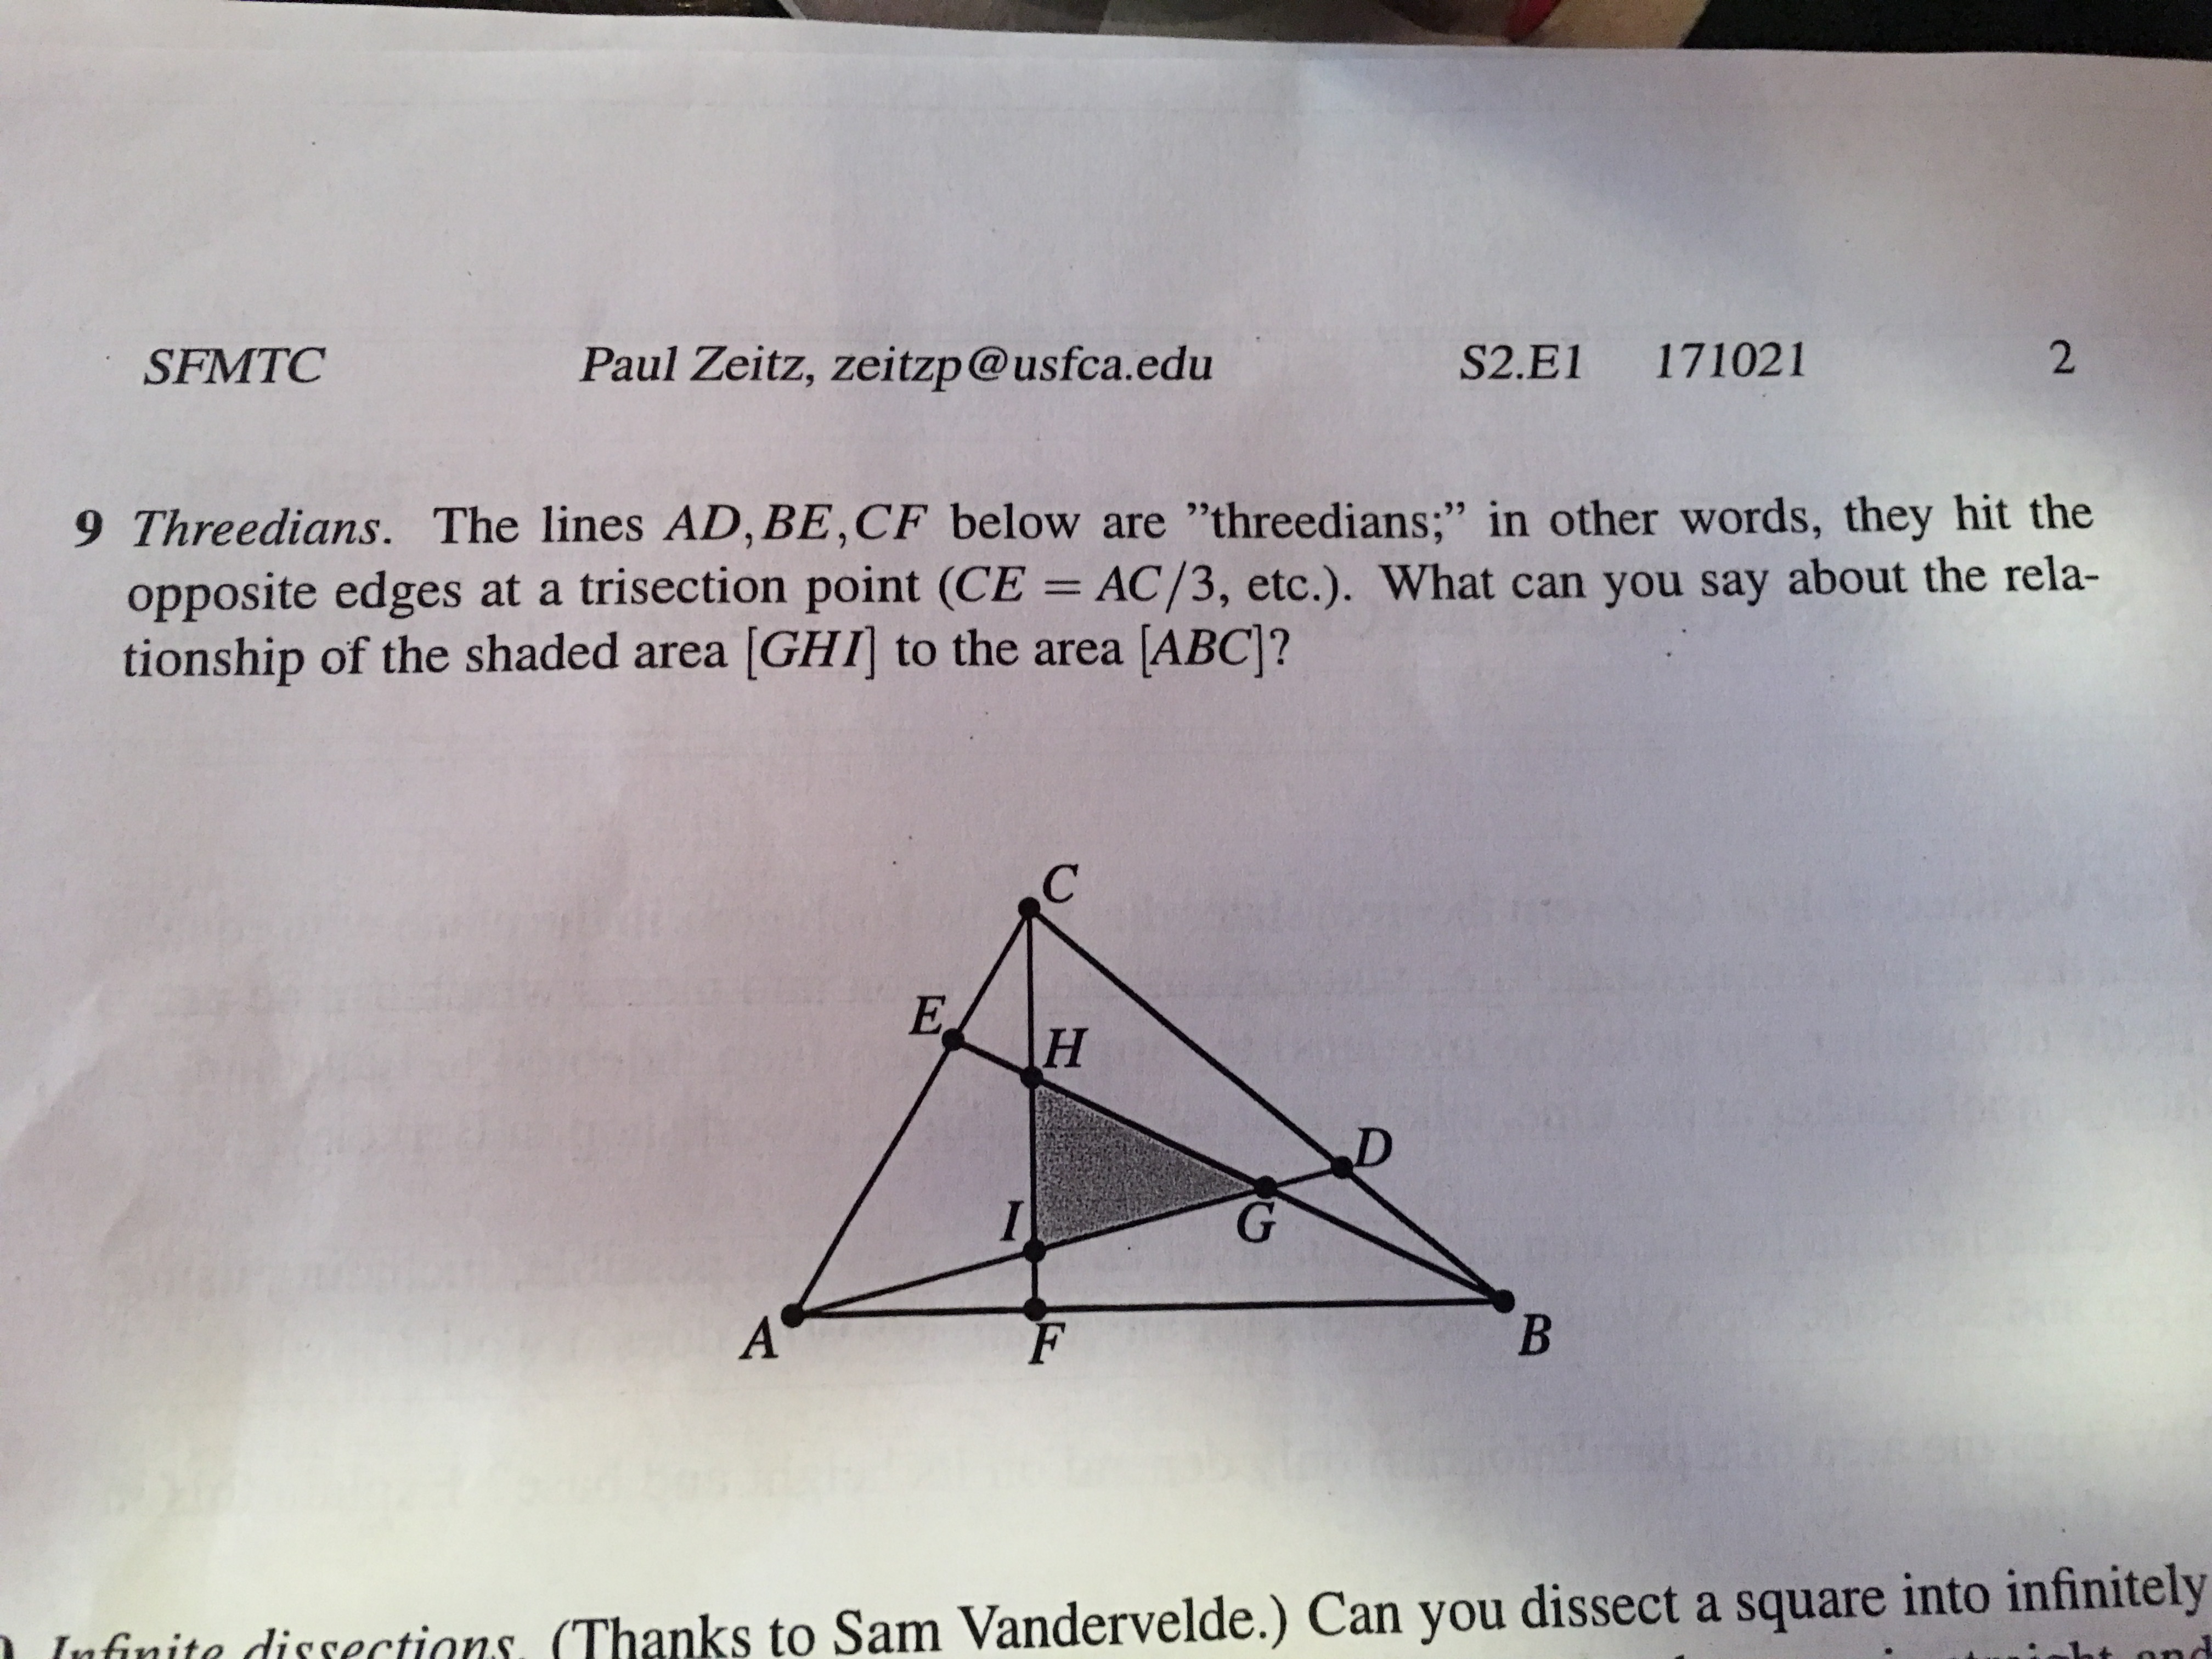 SFMTC Paul Zeitz, zeitzp@usfca.edu S2.E1 171021 2
9 Threedians. The lines AD,BE,CF below are ”threedians;” in other words, they hit the
opposite edges at a trisection point (CE = AC/3, etc.). What can you say about the rela-
tionship of the shaded area [GHI] to the area [ABC]?
C
E
H
D
I
G
A
F
B
Infinite dissections. (Thanks to Sam Vandervelde.) Can you dissect a square into infinitely